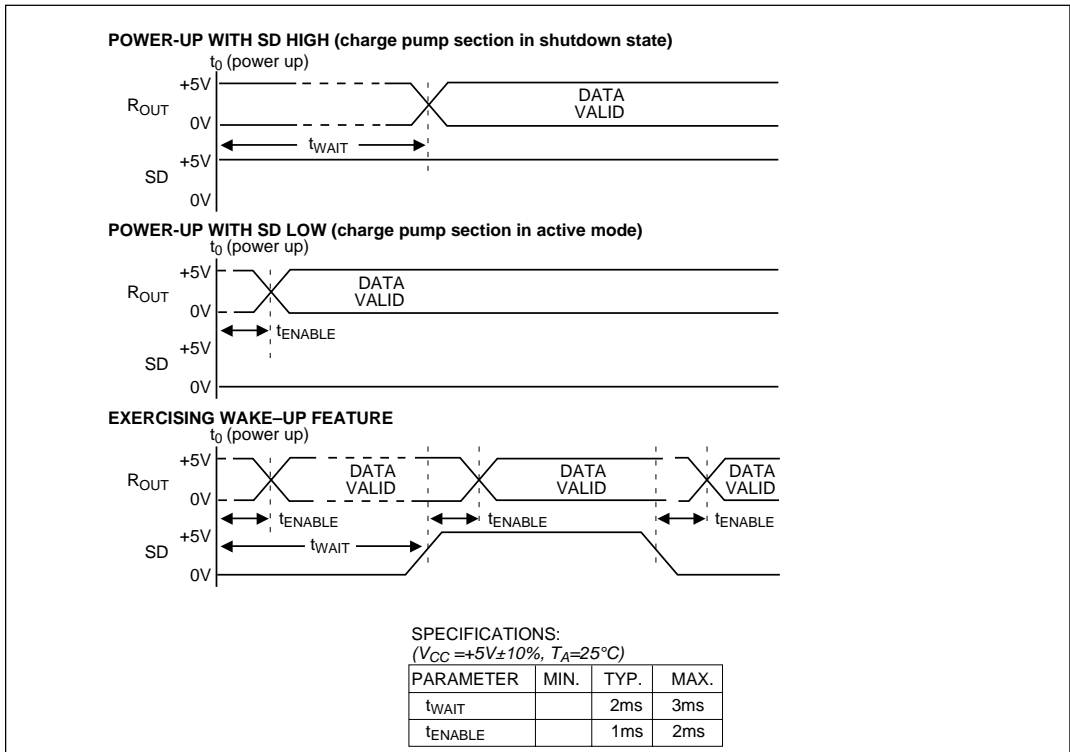 POWER-UP WITH SD HIGH (charge pump section in shutdown state)
t0 (power up)
+5V
ROUT
0V
DATA
VALID
tWAIT
+5V
SD
0V
POWER-UP WITH SD LOW (charge pump section in active mode)
t0 (power up)
+5V
ROUT
0V
DATA
VALID
tENABLE
+5V
SD
0V
EXERCISING WAKE–UP FEATURE
t0 (power up)
+5V
ROUT
0V
DATA
VALID
DATA
VALID
DATA
VALID
tENABLE
tENABLE
tENABLE
+5V
SD
0V
tWAIT
SPECIFICATIONS:
(VCC =+5V±10%, TA=25°C)
PARAMETER MIN. TYP. MAX.
tWAIT 2ms 3ms
tENABLE 1ms 2ms